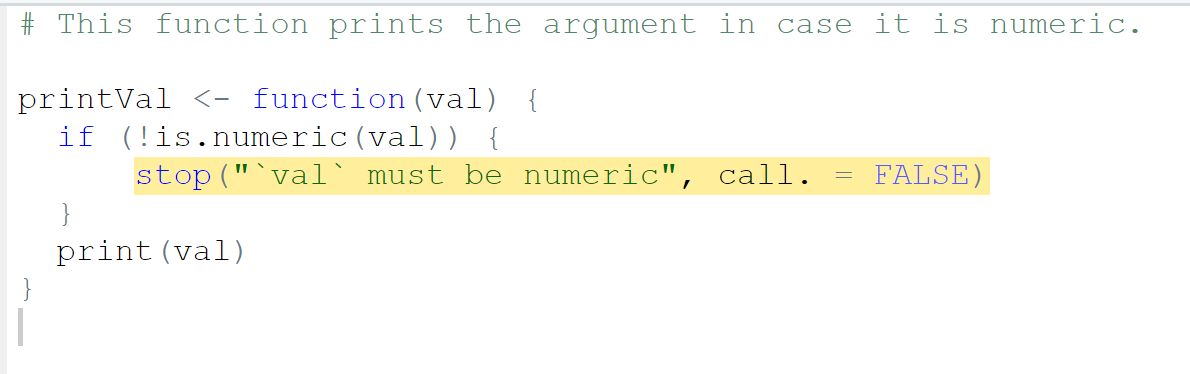 # This function prints the argument in case it is numeric.
printVal <- function(val) {
  if (!is.numeric(val)) {
      stop("`val` must be numeric", call. = FALSE)
  }
  print(val)
}